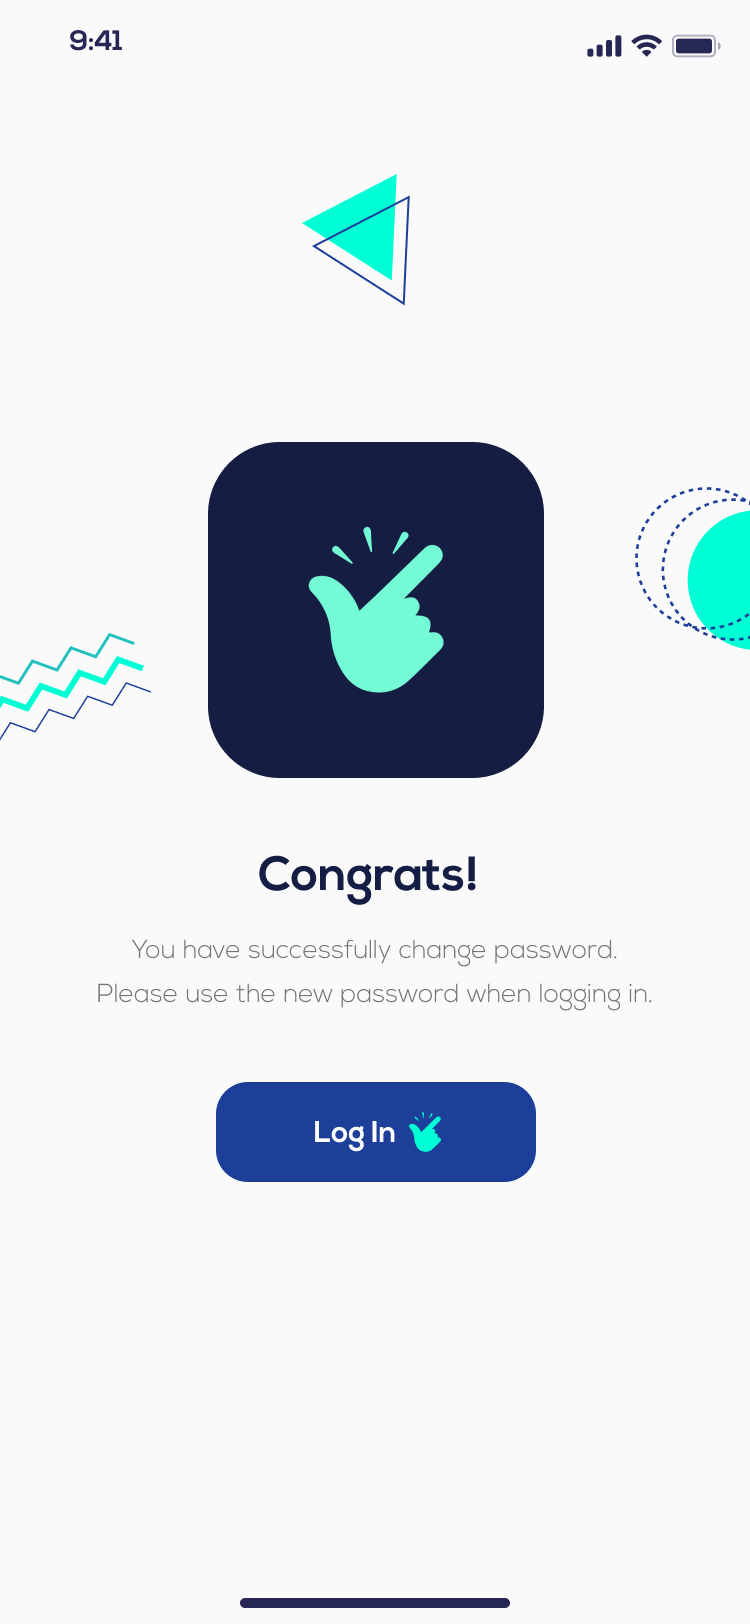 9:41
Congrats!
You have successfully change password.
Please use the new password when logging in.
Log In